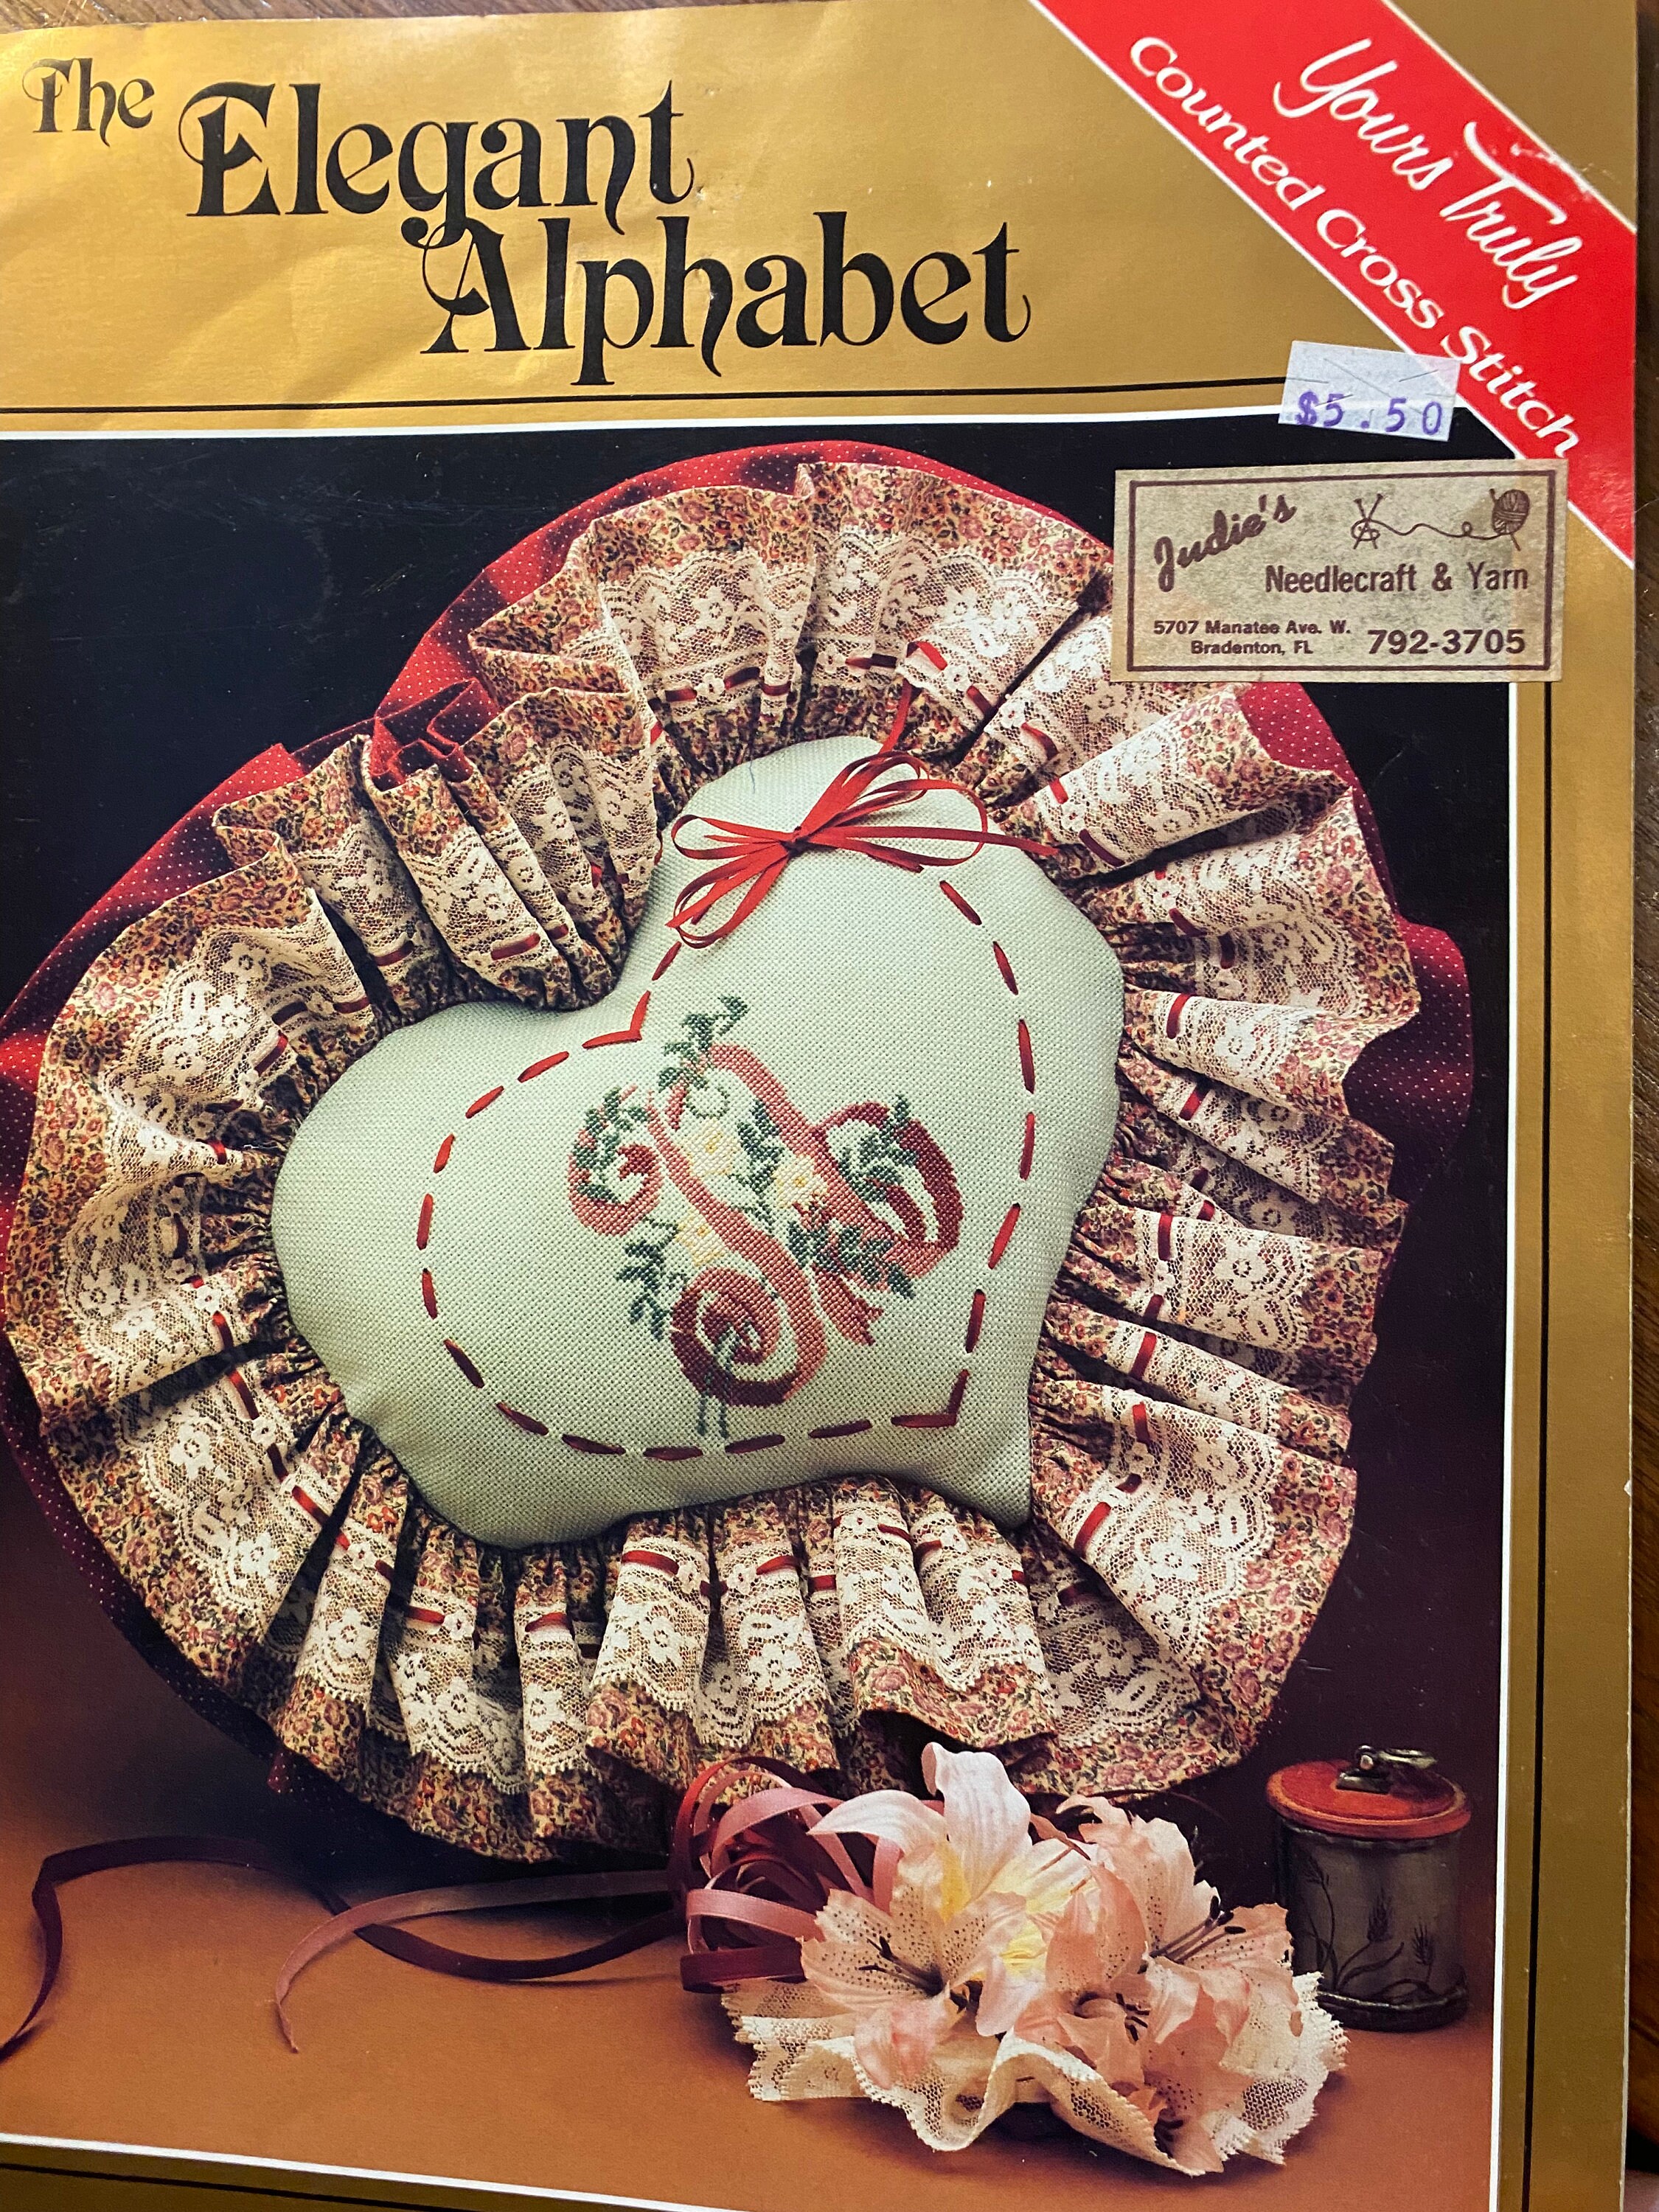 The Elegant
Alphabet
Yours Truly
Counted Cross Stitch
$5.50
Judie's
Needlecraft & Yarn
5707 Manatee Ave. W.
Bradenton, FL
792-3705